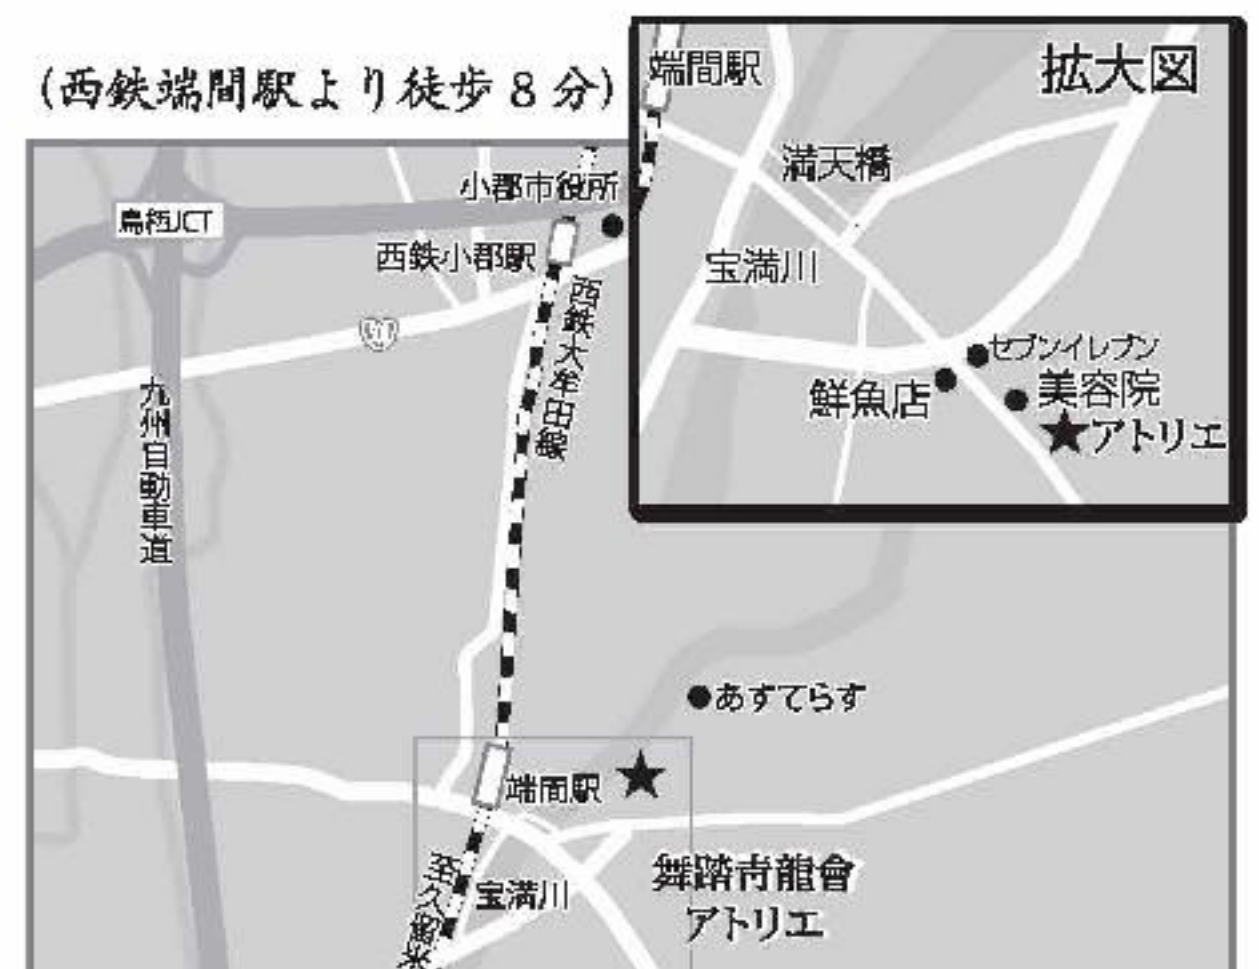 (西鉄端間駅より徒歩8分)
拡大図
端間駅
満天橋
宝満川
セブンイレブン
鮮魚店
美容院
★アトリエ
小郡市役所
鳥栖JCT
西鉄小郡駅
西鉄大牟田線
九州自動車道
あすてらす
端間駅
舞踏青龍會
アトリエ
宝満川
至久留米